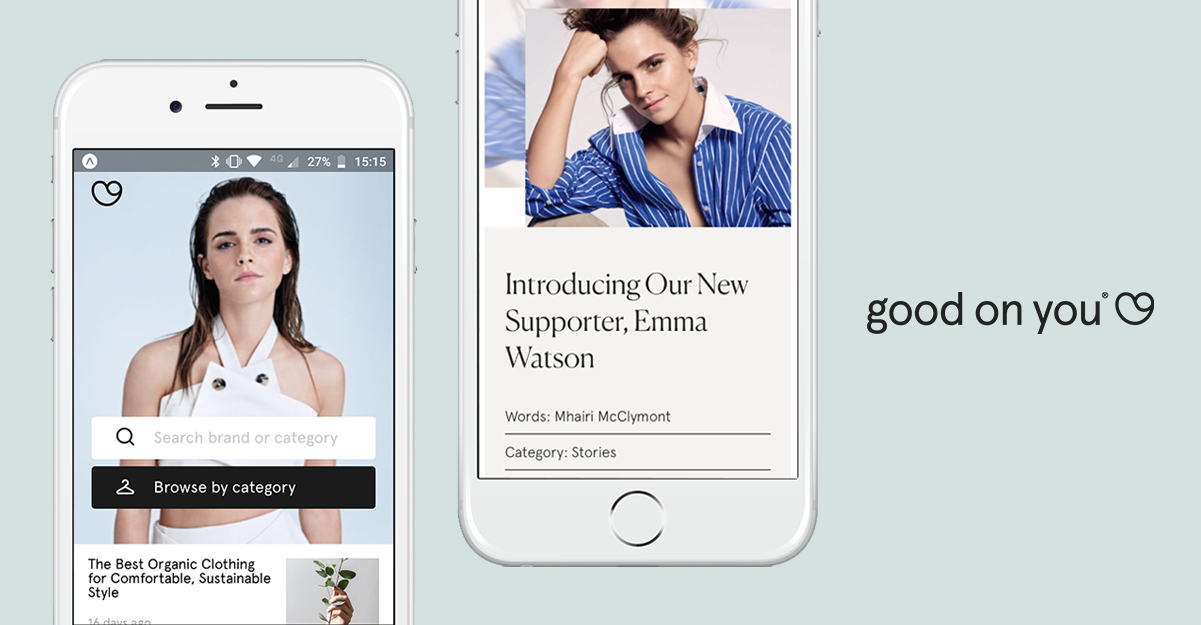 4G 27% 15:15
Search brand or category
Browse by category
The Best Organic Clothing
for Comfortable, Sustainable
Style
16 days ago
Introducing Our New
Supporter, Emma
Watson
Words: Mhairi McClymont
Category: Stories
good on you®